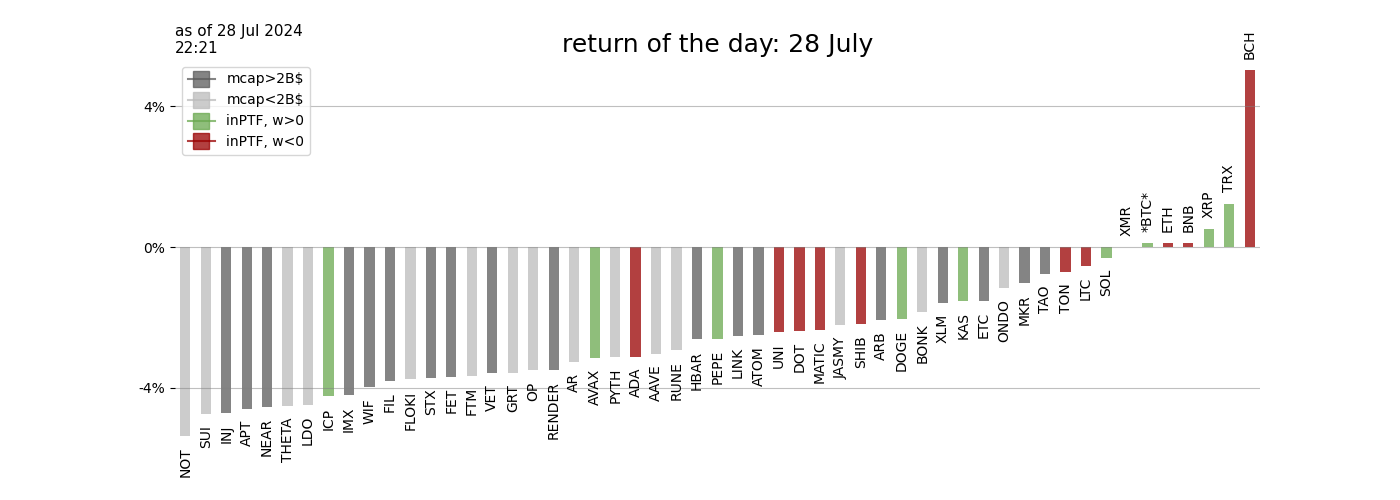 as of 28 Jul 2024
22:21
return of the day: 28 July
mcap>2B$
mcap<2B$
inPTF, w>0
inPTF, w<0
4%
0%
-4%
NOT
SUI
INJ
APT
NEAR
THETA
LDO
ICP
IMX
WIF
FIL
FLOKI
STX
FET
FTM
VET
GRT
OP
RENDER
AR
AVAX
PYTH
ADA
AAVE
RUNE
HBAR
PEPE
LINK
ATOM
UNI
DOT
MATIC
JASMY
SHIB
ARB
DOGE
BONK
XLM
KAS
ETC
ONDO
MKR
TAO
TON
LTC
SOL
XMR
*BTC*
ETH
BNB
XRP
TRX
BCH